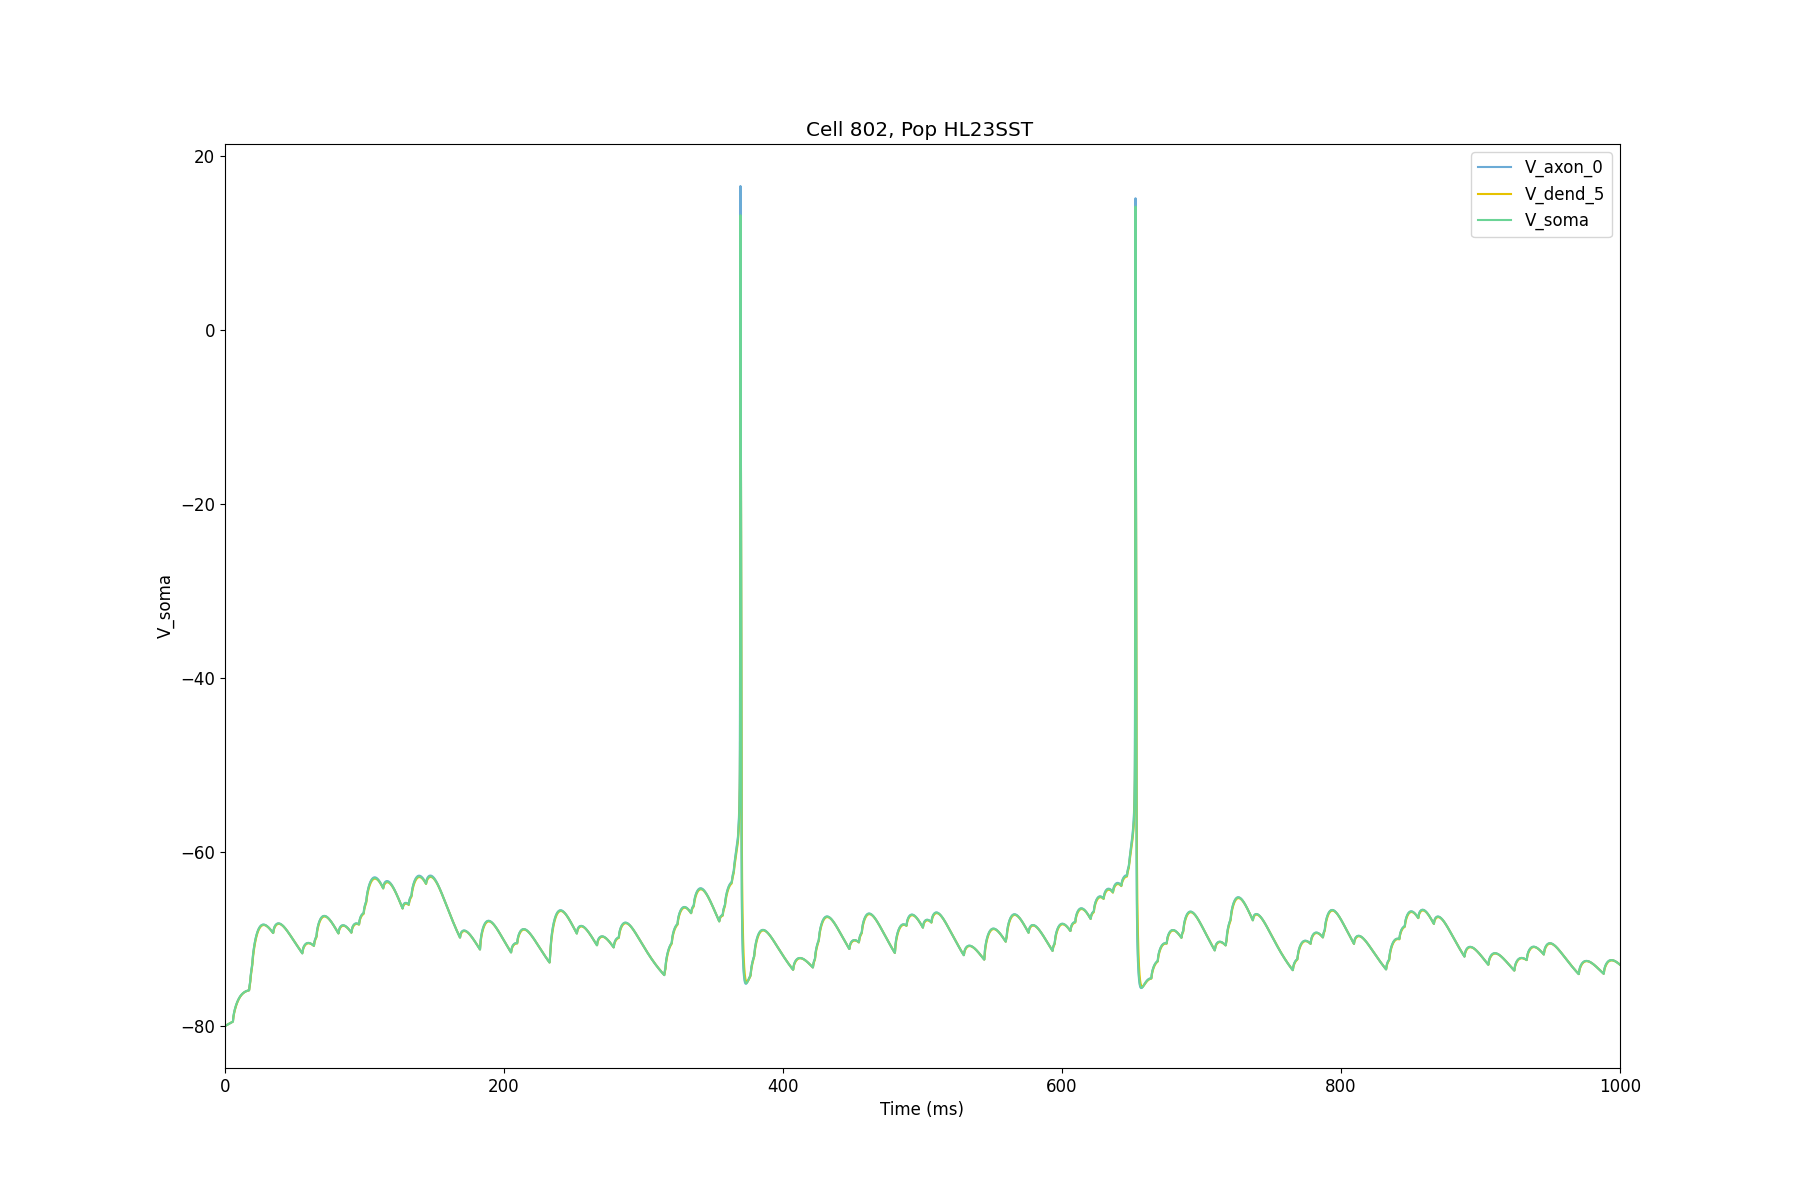 Cell 802, Pop HL23SST
V_axon_0
V_dend_5
V_soma
20
0
−20
−40
−60
−80
V_soma
0 200 400 600 800 1000
Time (ms)